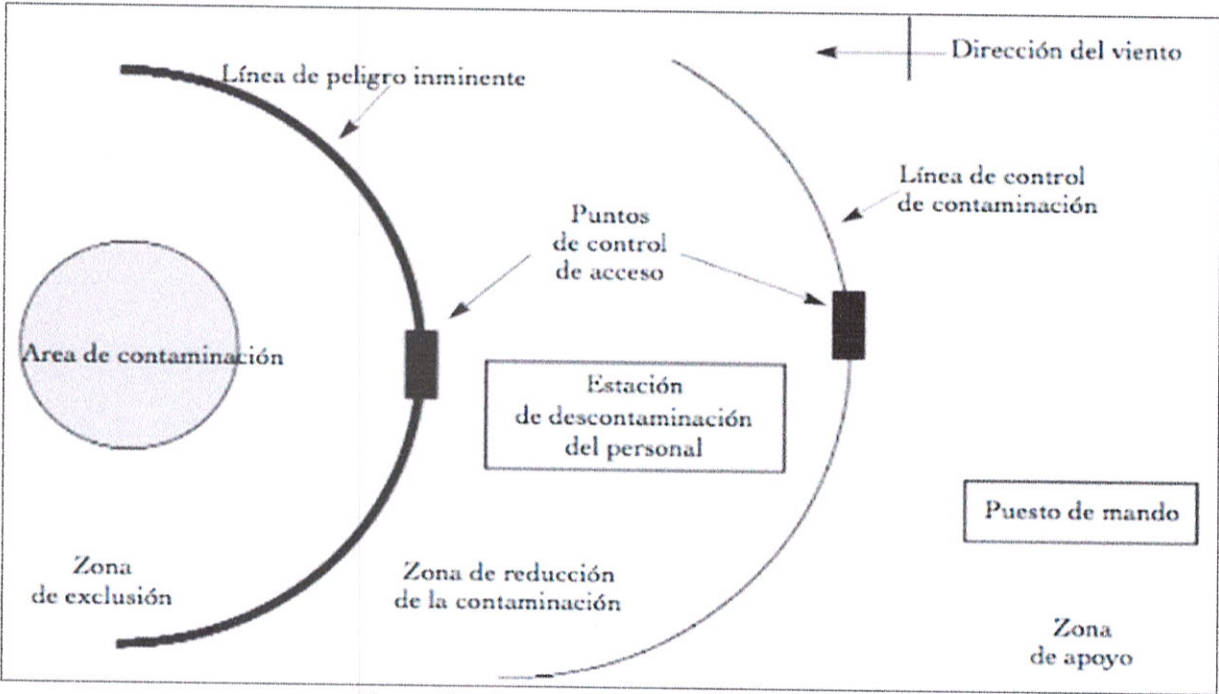 Dirección del viento
Línea de peligro inminente
Línea de control
de contaminación
Puntos
de control
de acceso
Area de contaminación
Estación
de descontaminación
del personal
Puesto de mando
Zona
de exclusión
Zona de reducción
de la contaminación
Zona
de apoyo